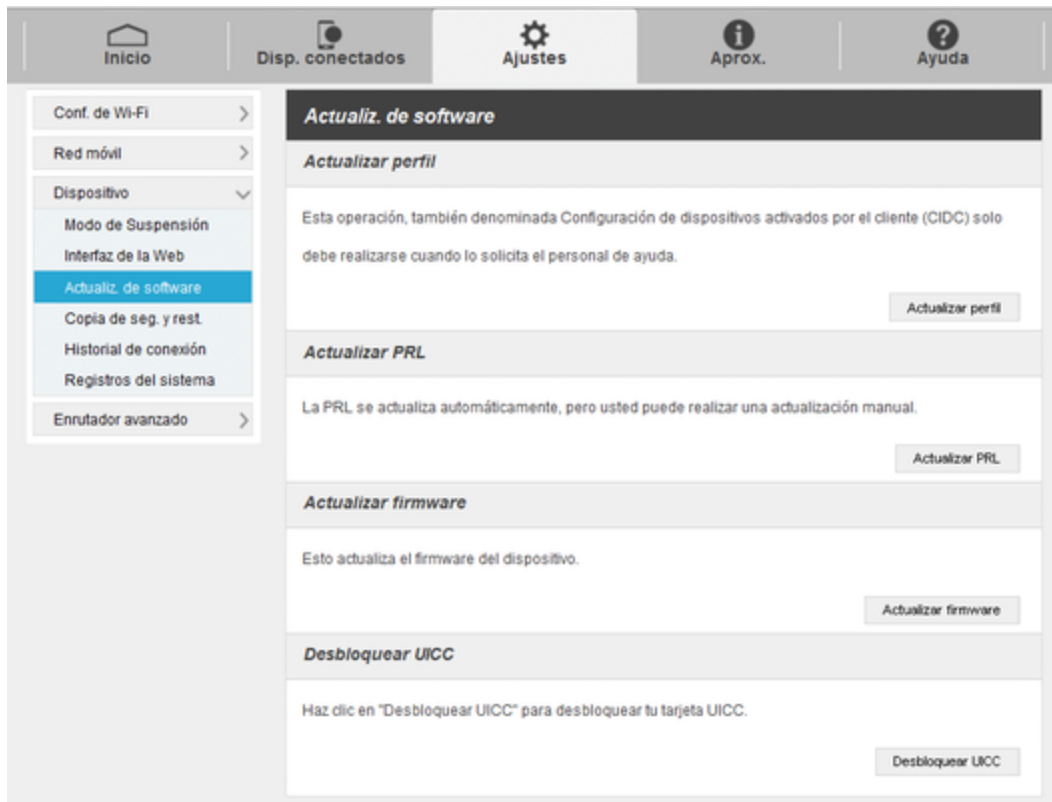 Inicio
Disp. conectados
Ajustes
Aprox.
Ayuda
Conf. de Wi-Fi
Red móvil
Dispositivo
Modo de Suspensión
Interfaz de la Web
Actualiz. de software
Copia de seg. y rest.
Historial de conexión
Registros del sistema
Enrutador avanzado
Actualiz. de software
Actualizar perfil
Esta operación, también denominada Configuración de dispositivos activados por el cliente (CIDC) solo
debe realizarse cuando lo solicita el personal de ayuda.
Actualizar perfil
Actualizar PRL
La PRL se actualiza automáticamente, pero usted puede realizar una actualización manual.
Actualizar PRL
Actualizar firmware
Esto actualiza el firmware del dispositivo.
Actualizar firmware
Desbloquear UICC
Haz clic en "Desbloquear UICC" para desbloquear tu tarjeta UICC.
Desbloquear UICC